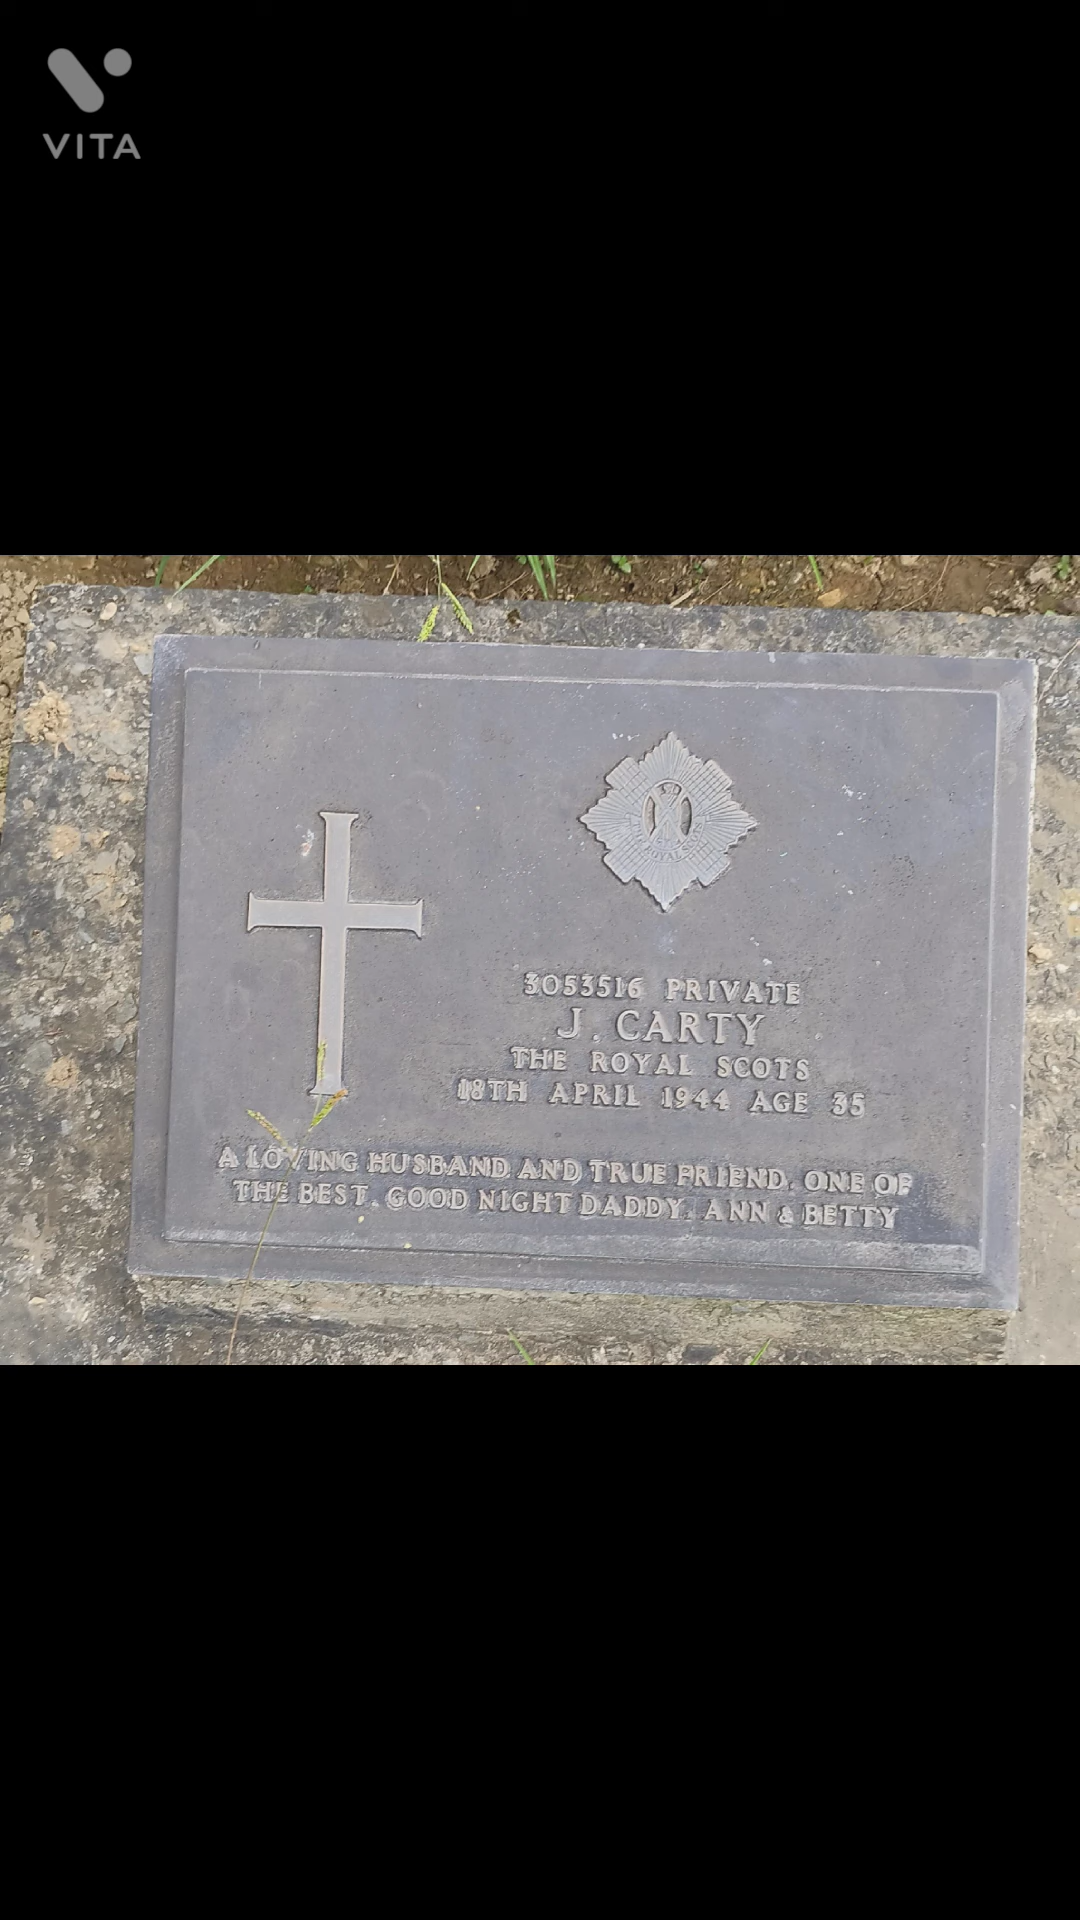 VITA
3053516 PRIVATE
J. CARTY
THE ROYAL SCOTS
18TH APRIL 1944 AGE 35
A LOVING HUSBAND AND TRUE FRIEND. ONE OF
THE BEST. GOOD NIGHT DADDY. ANN & BETTY